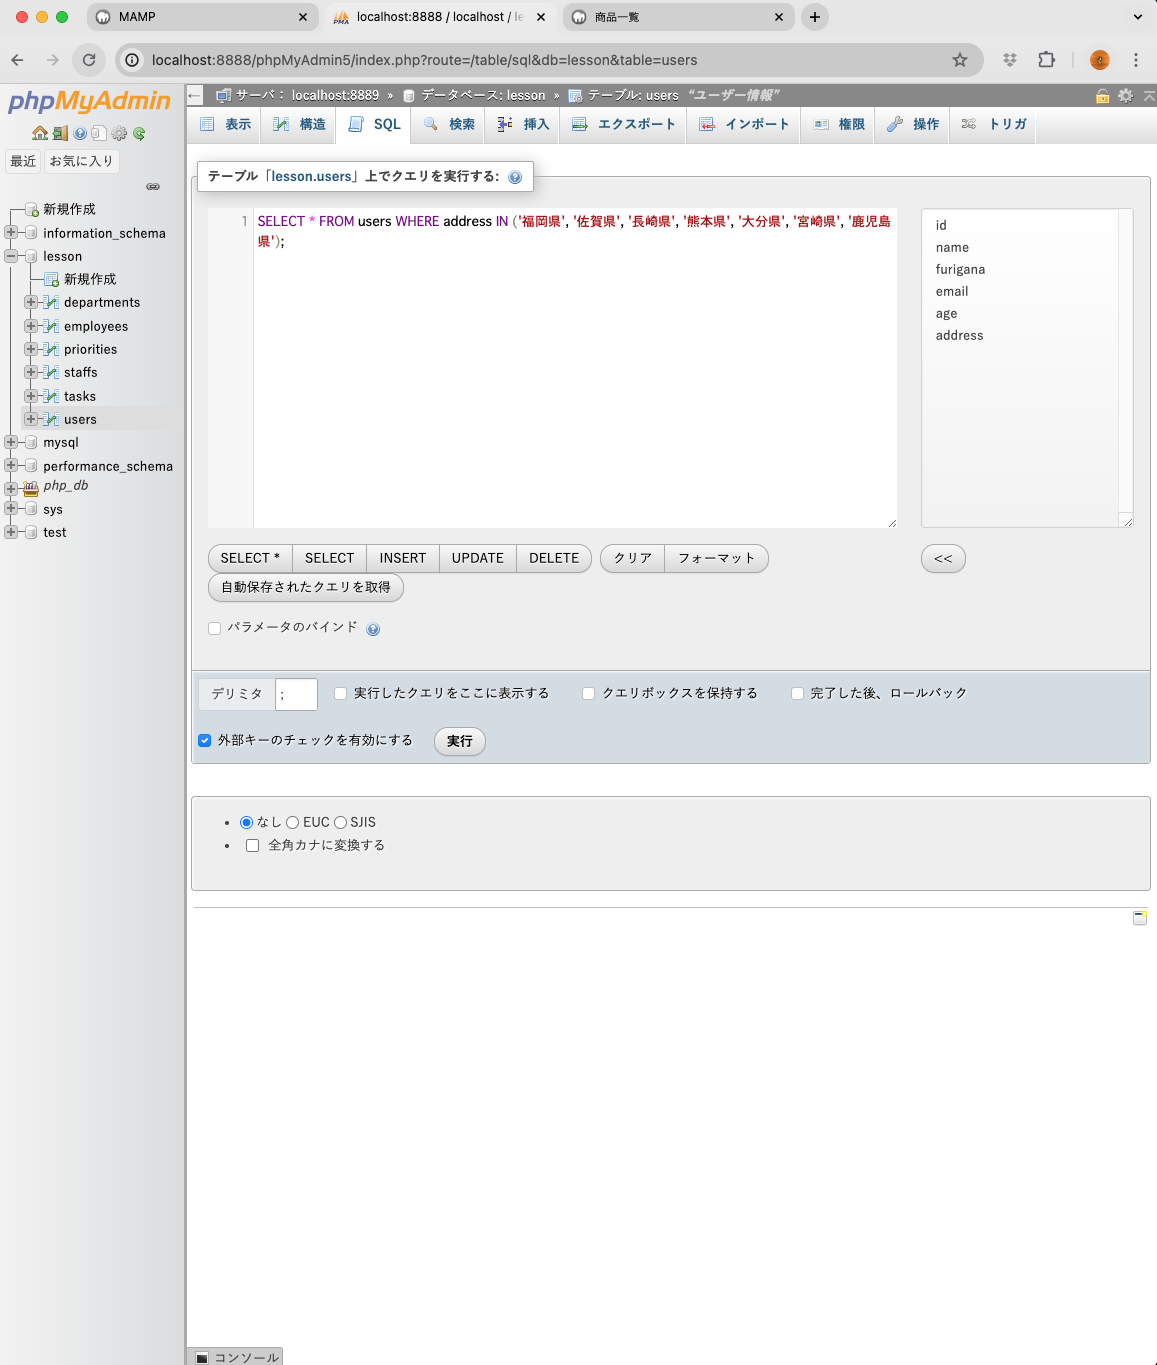 MAMP
localhost:8888 / localhost / le
商品一覧
localhost:8888/phpMyAdmin5/index.php?route=/table/sql&db=lesson&table=users
phpMyAdmin
最近 お気に入り
新規作成
information_schema
lesson
新規作成
departments
employees
priorities
staffs
tasks
users
mysql
performance_schema
php_db
sys
test
サーバ: localhost:8889 » データベース: lesson » テーブル: users “ユーザー情報”
表示 構造 SQL 検索 挿入 エクスポート インポート 権限 操作 トリガ
テーブル「lesson.users」上でクエリを実行する:
1 SELECT * FROM users WHERE address IN ('福岡県', '佐賀県', '長崎県', '熊本県', '大分県', '宮崎県', '鹿児島
県');
id
name
furigana
email
age
address
SELECT * SELECT INSERT UPDATE DELETE クリア フォーマット <<
自動保存されたクエリを取得
パラメータのバインド
デリミタ ; 実行したクエリをここに表示する クエリボックスを保持する 完了した後、ロールバック
外部キーのチェックを有効にする 実行
なし EUC SJIS
全角カナに変換する
コンソール